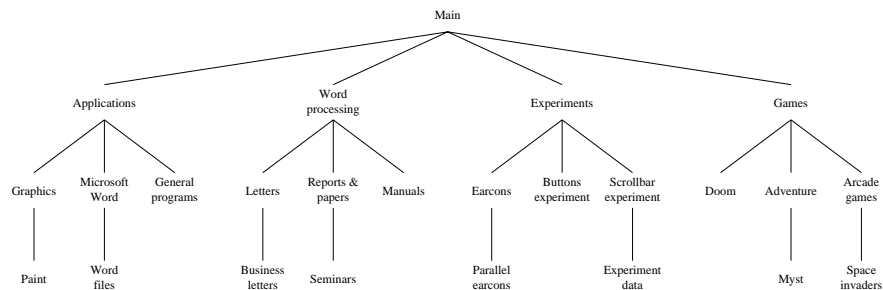 Main
Applications
Word
processing
Experiments
Games
Graphics
Microsoft
Word
General
programs
Letters
Reports &
papers
Manuals
Earcons
Buttons
experiment
Scrollbar
experiment
Doom
Adventure
Arcade
games
Paint
Word
files
Business
letters
Seminars
Parallel
earcons
Experiment
data
Myst
Space
invaders